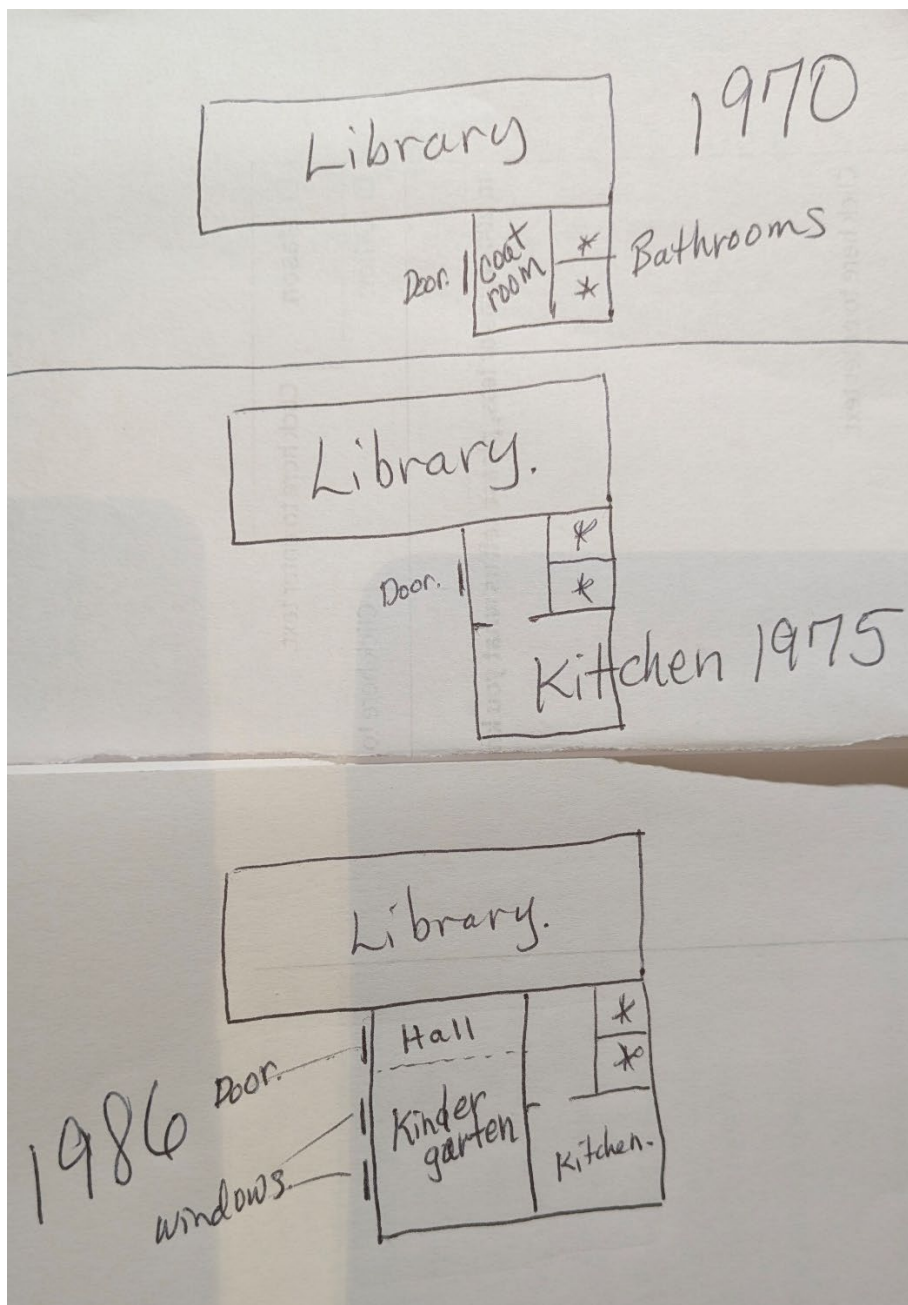 1970
Library
Door.
coat
room
*
*
Bathrooms
Library.
Door.
*
*
Kitchen 1975
Library.
Hall
*
*
Door.
Kinder
garten
Kitchen.
1986
windows.